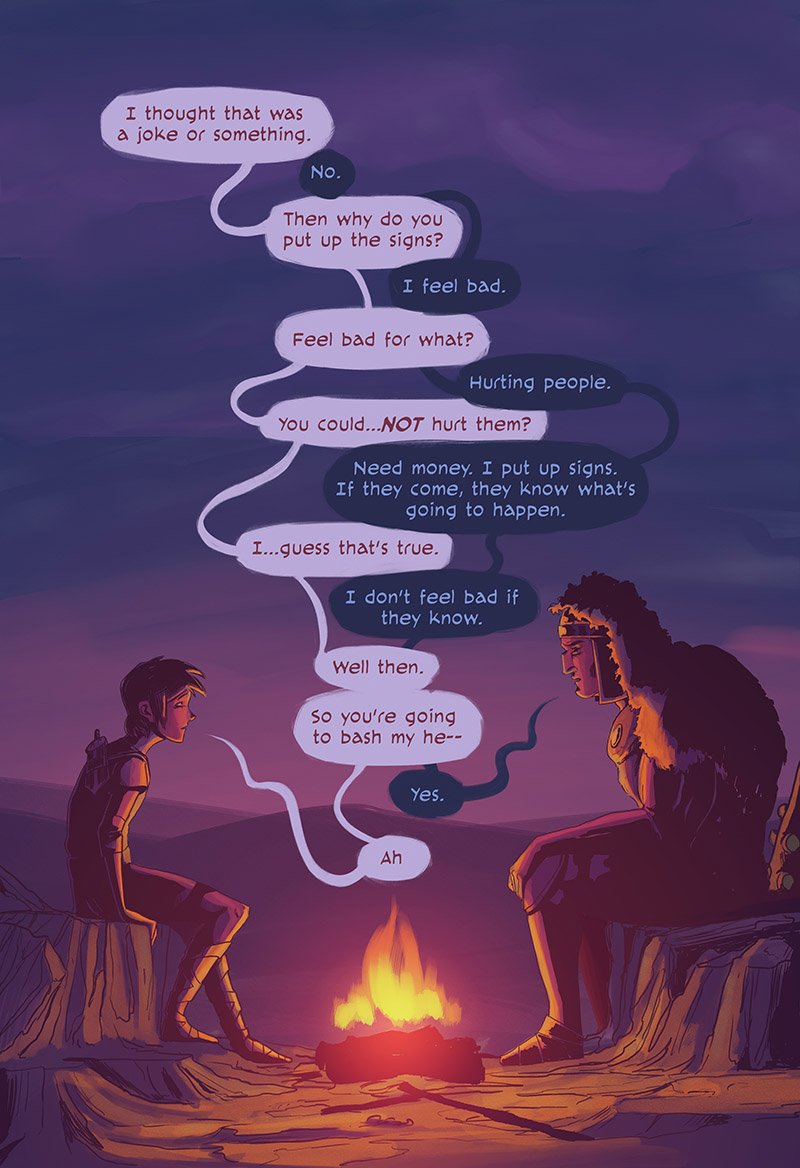 I thought that was
a joke or something.
No.
Then why do you
put up the signs?
I feel bad.
Feel bad for what?
Hurting people.
You could...NOT hurt them?
Need money. I put up signs.
If they come, they know what's
going to happen.
I...guess that's true.
I don't feel bad if
they know.
Well then.
So you're going
to bash my he--
Yes.
Ah